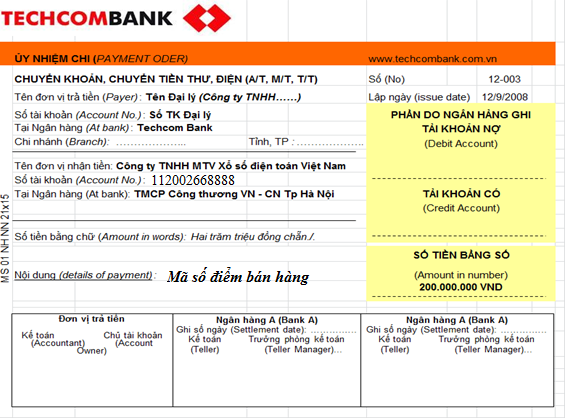 TECHCOMBANK
ỦY NHIỆM CHI (PAYMENT ODER) www.techcombank.com.vn
CHUYỂN KHOẢN, CHUYỂN TIỀN THƯ, ĐIỆN (A/T, M/T, T/T) Số (No) 12-003
Tên đơn vị trả tiền (Payer): Tên Đại lý (Công ty TNHH……) Lập ngày (issue date) 12/9/2008
Số tài khoản (Account No.): Số TK Đại lý
Tại Ngân hàng (At bank): Techcom Bank
Chi nhánh (Branch): ………………… Tỉnh, TP : …………………
PHẦN DO NGÂN HÀNG GHI
TÀI KHOẢN NỢ
(Debit Account)
Tên đơn vị nhận tiền: Công ty TNHH MTV Xổ số điện toán Việt Nam
Số tài khoản (Account No.): 112002668888
Tại Ngân hàng (At bank): TMCP Công thương VN - CN Tp Hà Nội
TÀI KHOẢN CÓ
(Credit Account)
Số tiền bằng chữ (Amount in words): Hai trăm triệu đồng chẵn./.
SỐ TIỀN BẰNG SỐ
(Amount in number)
200.000.000 VND
Nội dung (details of payment) : Mã số điểm bán hàng
MS 01 NH NN 21x15
Đơn vị trả tiền
Kế toán Chủ tài khoản
(Accountant) (Account
Owner)
Ngân hàng A (Bank A)
Ghi sổ ngày (Settlement date): ……………
Kế toán Trưởng phòng kế toán
(Teller) (Teller Manager)…
Ngân hàng A (Bank A)
Ghi sổ ngày (Settlement date): ……………
Kế toán Trưởng phòng kế toán
(Teller) (Teller Manager)...